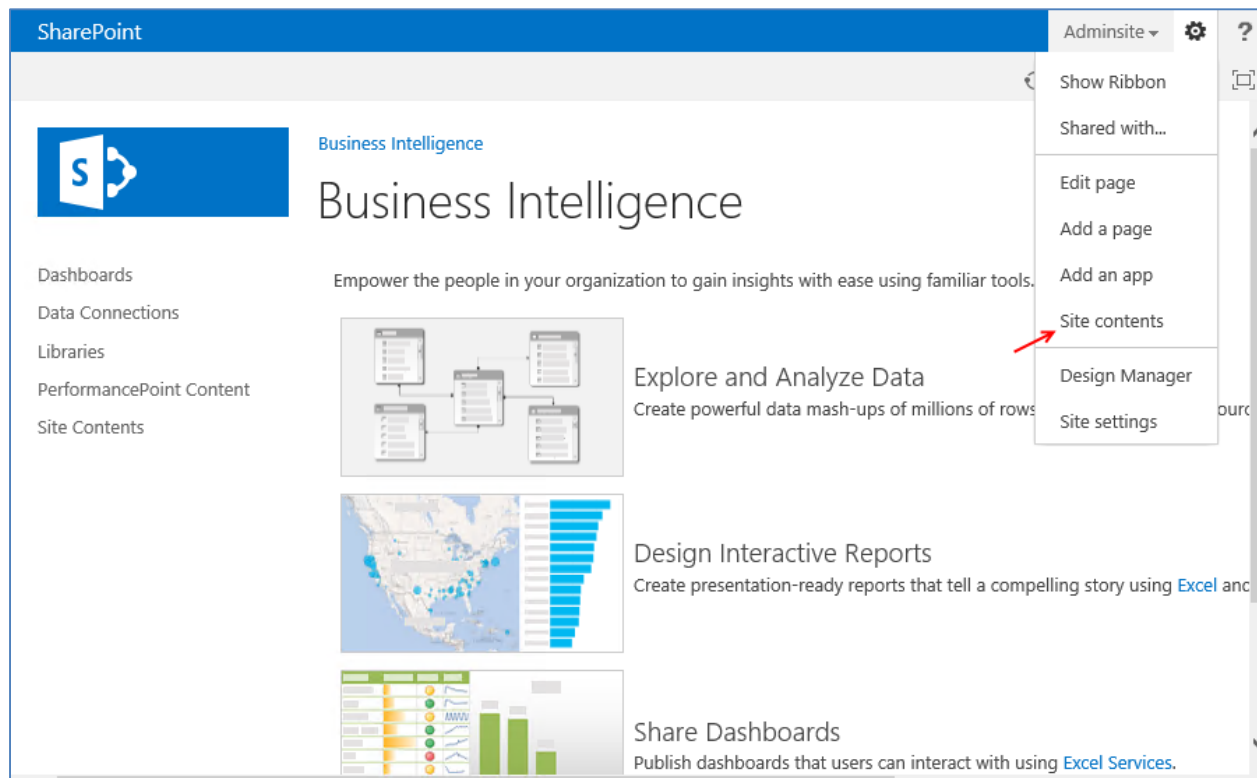 SharePoint
Adminsite
?
Show Ribbon
Shared with...
Edit page
Add a page
Add an app
Site contents
Design Manager
Site settings
S
Business Intelligence
Business Intelligence
Dashboards
Data Connections
Libraries
PerformancePoint Content
Site Contents
Empower the people in your organization to gain insights with ease using familiar tools.
Explore and Analyze Data
Create powerful data mash-ups of millions of rows
Design Interactive Reports
Create presentation-ready reports that tell a compelling story using Excel and
Share Dashboards
Publish dashboards that users can interact with using Excel Services.